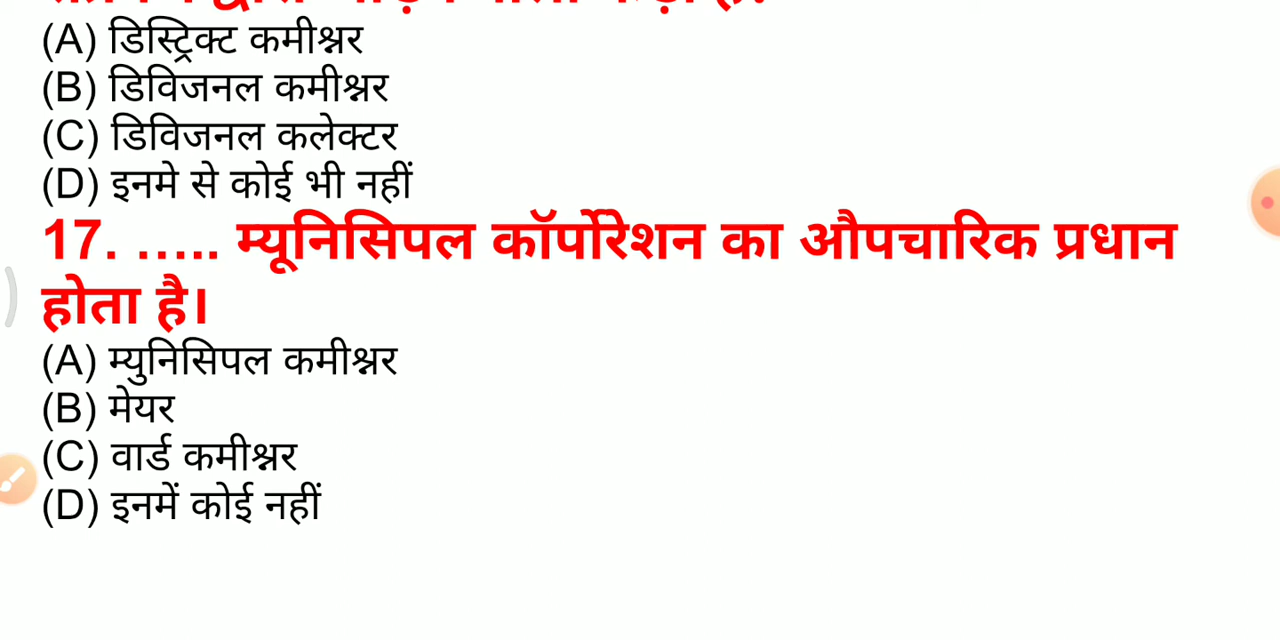 (A) डिस्ट्रिक्ट कमीश्नर
(B) डिविजनल कमीश्नर
(C) डिविजनल कलेक्टर
(D) इनमे से कोई भी नहीं
17. ..... म्यूनिसिपल कॉर्पोरेशन का औपचारिक प्रधान
होता है।
(A) म्युनिसिपल कमीश्नर
(B) मेयर
(C) वार्ड कमीश्नर
(D) इनमें कोई नहीं